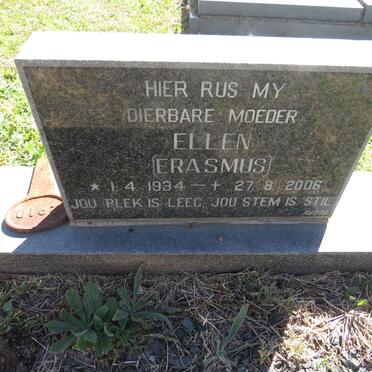 HIER RUS MY
DIERBARE MOEDER
ELLEN
(ERASMUS)
★ 1. 4. 1934 –+ 27. 8. 2006
JOU PLEK IS LEEG, JOU STEM IS STIL